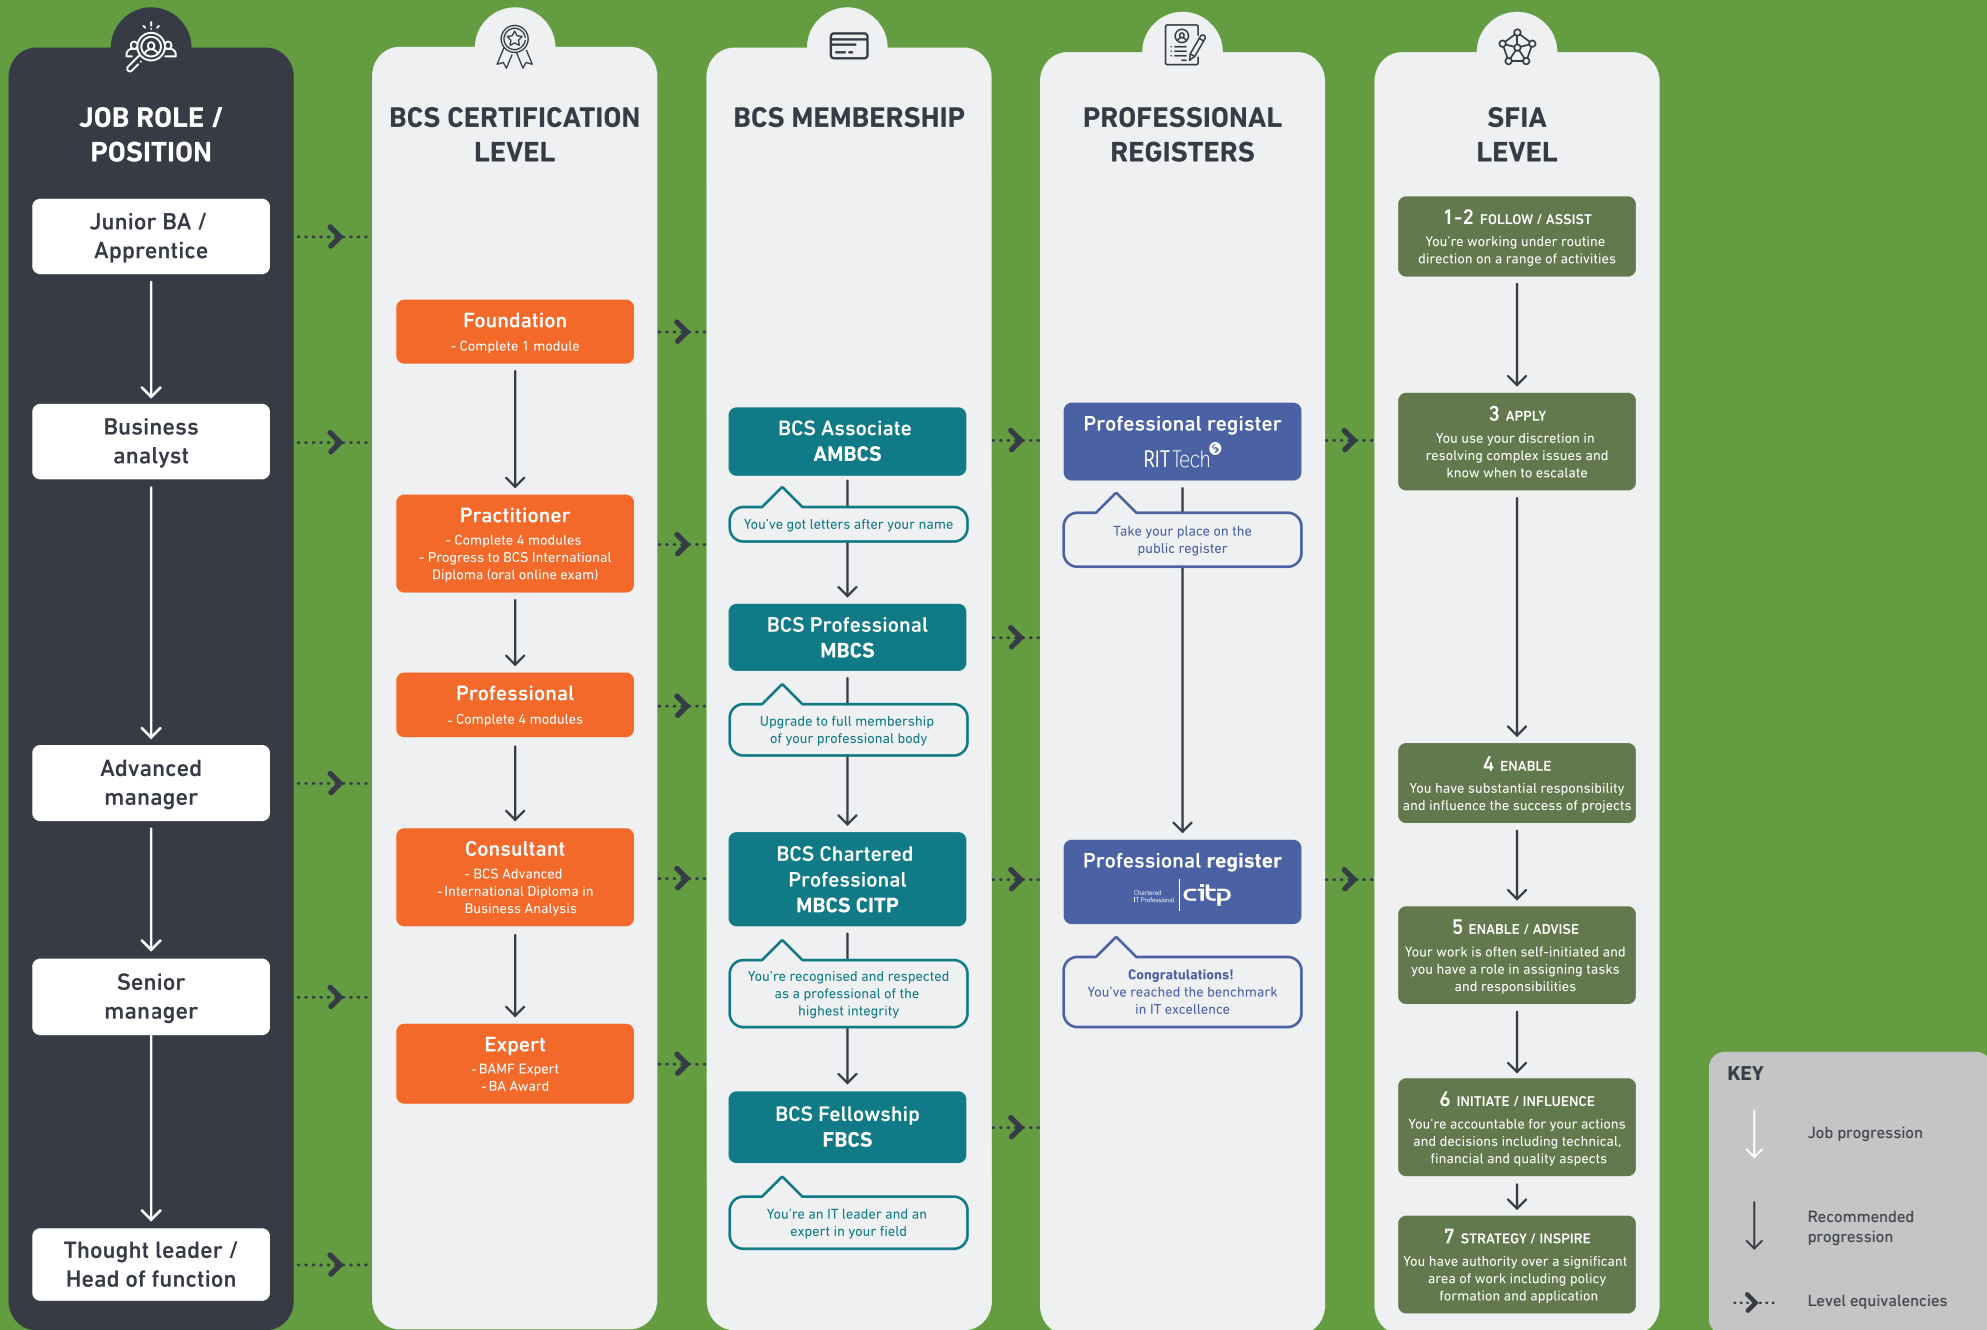 JOB ROLE /
POSITION
Junior BA /
Apprentice
Business
analyst
Advanced
manager
Senior
manager
Thought leader /
Head of function
BCS CERTIFICATION
LEVEL
Foundation
- Complete 1 module
Practitioner
- Complete 4 modules
- Progress to BCS International
Diploma (oral online exam)
Professional
- Complete 4 modules
Consultant
- BCS Advanced
- International Diploma in
Business Analysis
Expert
- BAMF Expert
- BA Award
BCS MEMBERSHIP
BCS Associate
AMBCS
You've got letters after your name
BCS Professional
MBCS
Upgrade to full membership
of your professional body
BCS Chartered
Professional
MBCS CITP
You're recognised and respected
as a professional of the
highest integrity
BCS Fellowship
FBCS
You're an IT leader and an
expert in your field
PROFESSIONAL
REGISTERS
Professional register
RITTech
Take your place on the
public register
Professional register
Chartered
IT Professional
citp
Congratulations!
You've reached the benchmark
in IT excellence
SFIA
LEVEL
1-2 FOLLOW / ASSIST
You're working under routine
direction on a range of activities
3 APPLY
You use your discretion in
resolving complex issues and
know when to escalate
4 ENABLE
You have substantial responsibility
and influence the success of projects
5 ENABLE / ADVISE
Your work is often self-initiated and
you have a role in assigning tasks
and responsibilities
6 INITIATE / INFLUENCE
You're accountable for your actions
and decisions including technical,
financial and quality aspects
7 STRATEGY / INSPIRE
You have authority over a significant
area of work including policy
formation and application
KEY
Job progression
Recommended
progression
Level equivalencies